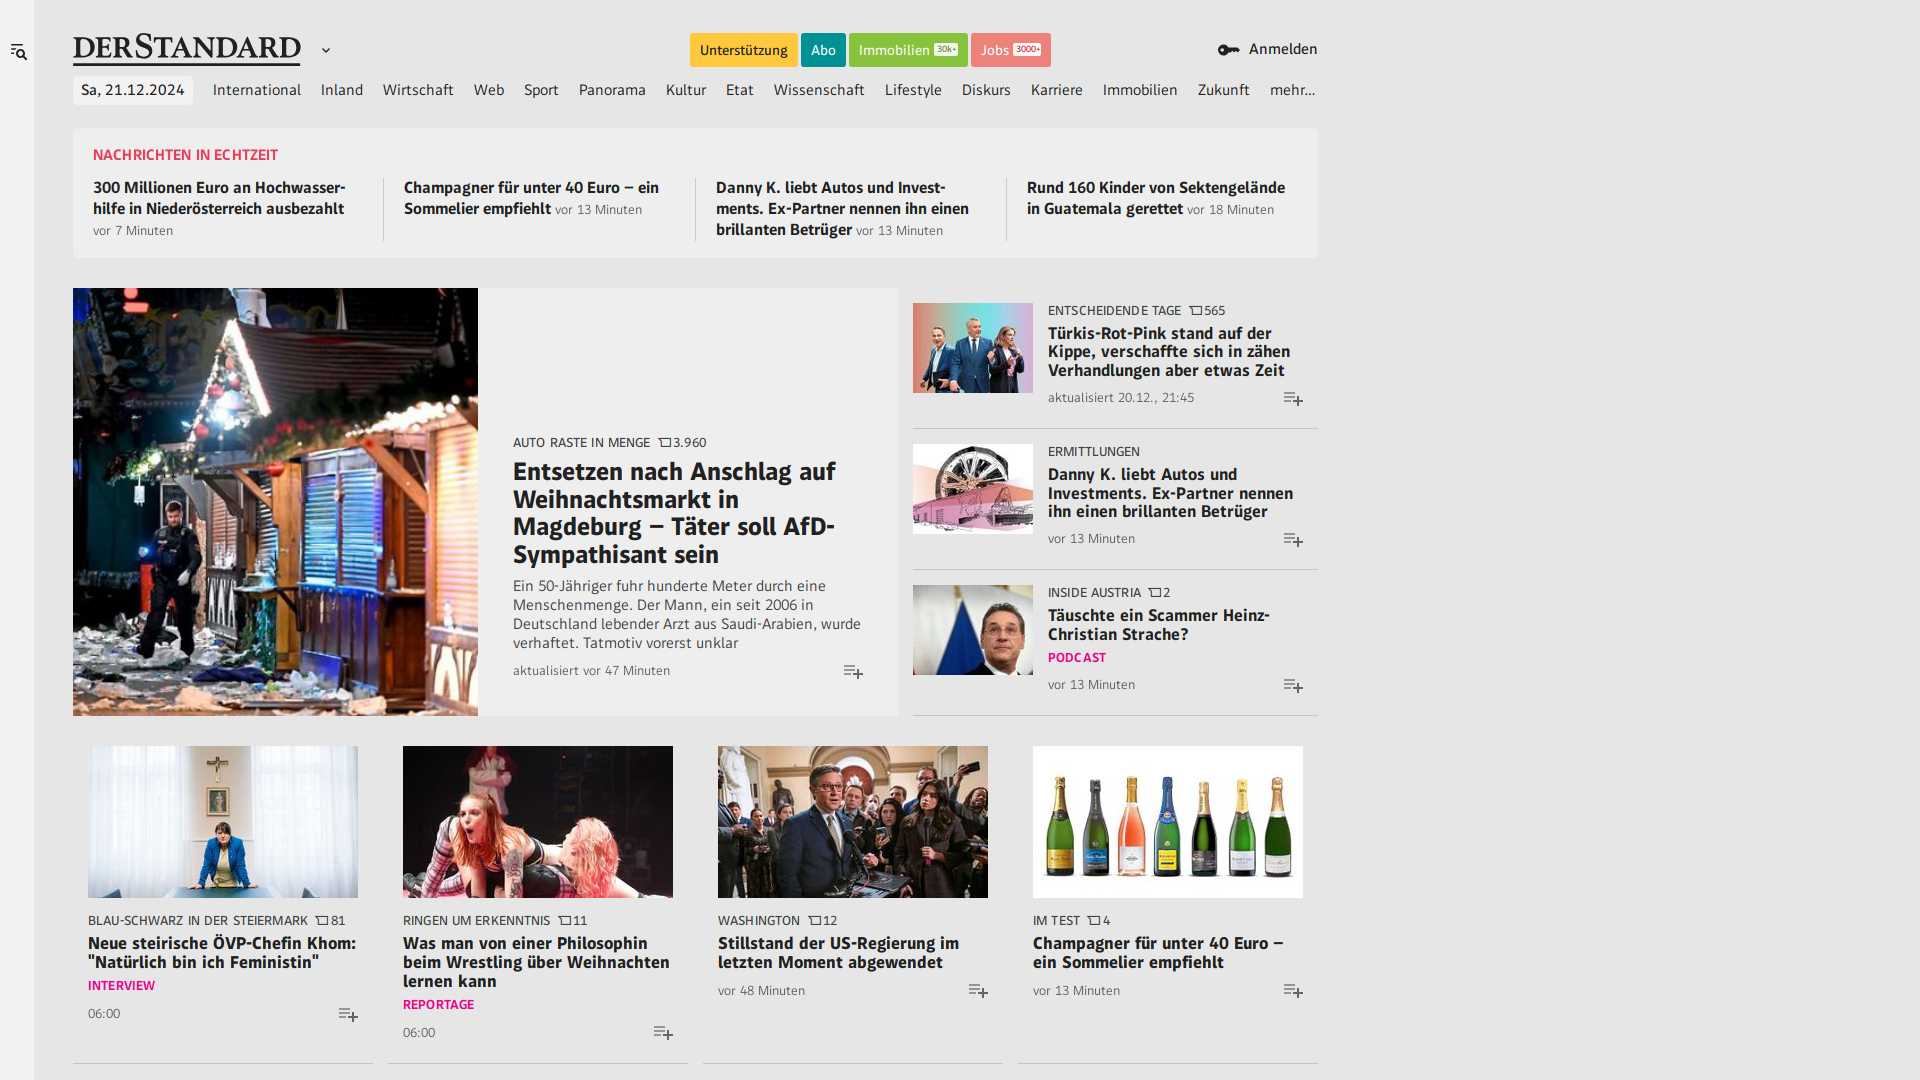 DERSTANDARD
Unterstützung
Abo
Immobilien 30k+
Jobs 3000+
Anmelden
Sa, 21.12.2024
International
Inland
Wirtschaft
Web
Sport
Panorama
Kultur
Etat
Wissenschaft
Lifestyle
Diskurs
Karriere
Immobilien
Zukunft
mehr...
NACHRICHTEN IN ECHTZEIT
300 Millionen Euro an Hochwasser-
hilfe in Niederösterreich ausbezahlt
vor 7 Minuten
Champagner für unter 40 Euro – ein
Sommelier empfiehlt vor 13 Minuten
Danny K. liebt Autos und Invest-
ments. Ex-Partner nennen ihn einen
brillanten Betrüger vor 13 Minuten
Rund 160 Kinder von Sektengelände
in Guatemala gerettet vor 18 Minuten
AUTO RASTE IN MENGE 3.960
Entsetzen nach Anschlag auf
Weihnachtsmarkt in
Magdeburg – Täter soll AfD-
Sympathisant sein
Ein 50-Jähriger fuhr hunderte Meter durch eine
Menschenmenge. Der Mann, ein seit 2006 in
Deutschland lebender Arzt aus Saudi-Arabien, wurde
verhaftet. Tatmotiv vorerst unklar
aktualisiert vor 47 Minuten
ENTSCHEIDENDE TAGE 565
Türkis-Rot-Pink stand auf der
Kippe, verschaffte sich in zähen
Verhandlungen aber etwas Zeit
aktualisiert 20.12., 21:45
ERMITTLUNGEN
Danny K. liebt Autos und
Investments. Ex-Partner nennen
ihn einen brillanten Betrüger
vor 13 Minuten
INSIDE AUSTRIA 2
Täuschte ein Scammer Heinz-
Christian Strache?
PODCAST
vor 13 Minuten
BLAU-SCHWARZ IN DER STEIERMARK 81
Neue steirische ÖVP-Chefin Khom:
"Natürlich bin ich Feministin"
INTERVIEW
06:00
RINGEN UM ERKENNTNIS 11
Was man von einer Philosophin
beim Wrestling über Weihnachten
lernen kann
REPORTAGE
06:00
WASHINGTON 12
Stillstand der US-Regierung im
letzten Moment abgewendet
vor 48 Minuten
IM TEST 4
Champagner für unter 40 Euro –
ein Sommelier empfiehlt
vor 13 Minuten